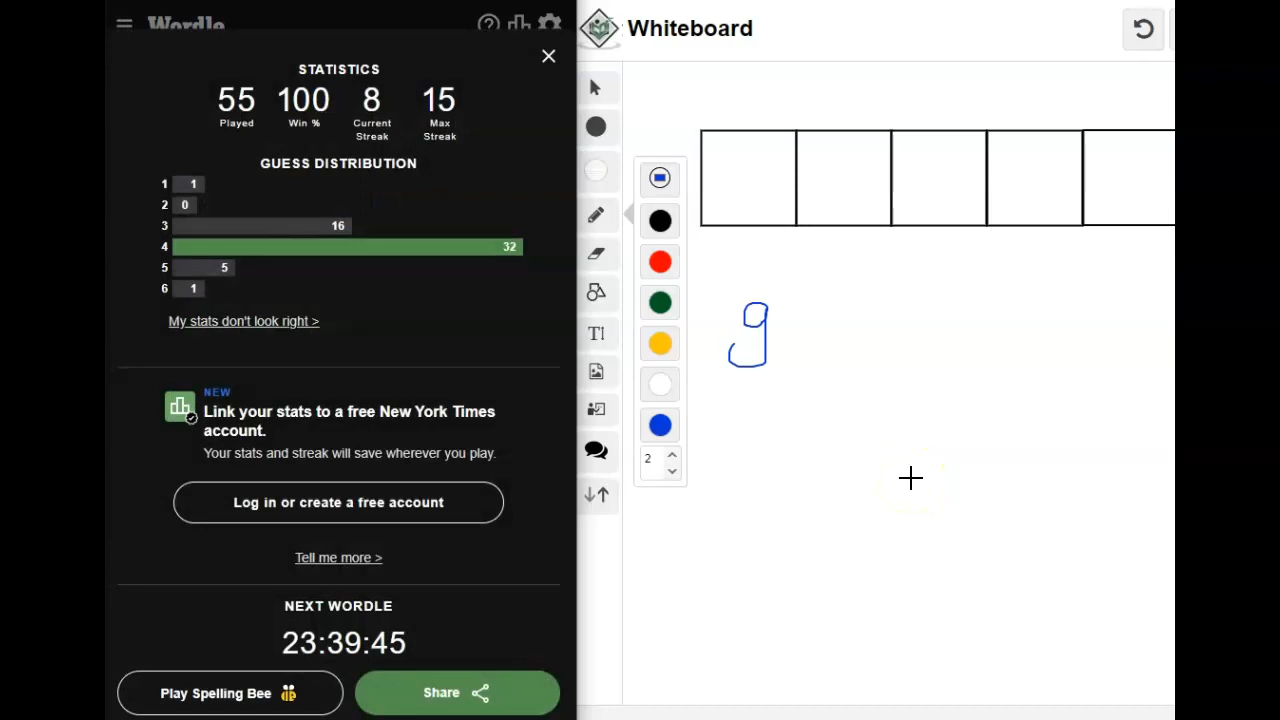 Wordle
?
STATISTICS
55 100 8 15
Played Win % Current Streak Max Streak
GUESS DISTRIBUTION
1 1
2 0
3 16
4 32
5 5
6 1
My stats don't look right >
NEW
Link your stats to a free New York Times
account.
Your stats and streak will save wherever you play.
Log in or create a free account
Tell me more >
NEXT WORDLE
23:39:45
Play Spelling Bee
Share
Whiteboard
TI
2
g